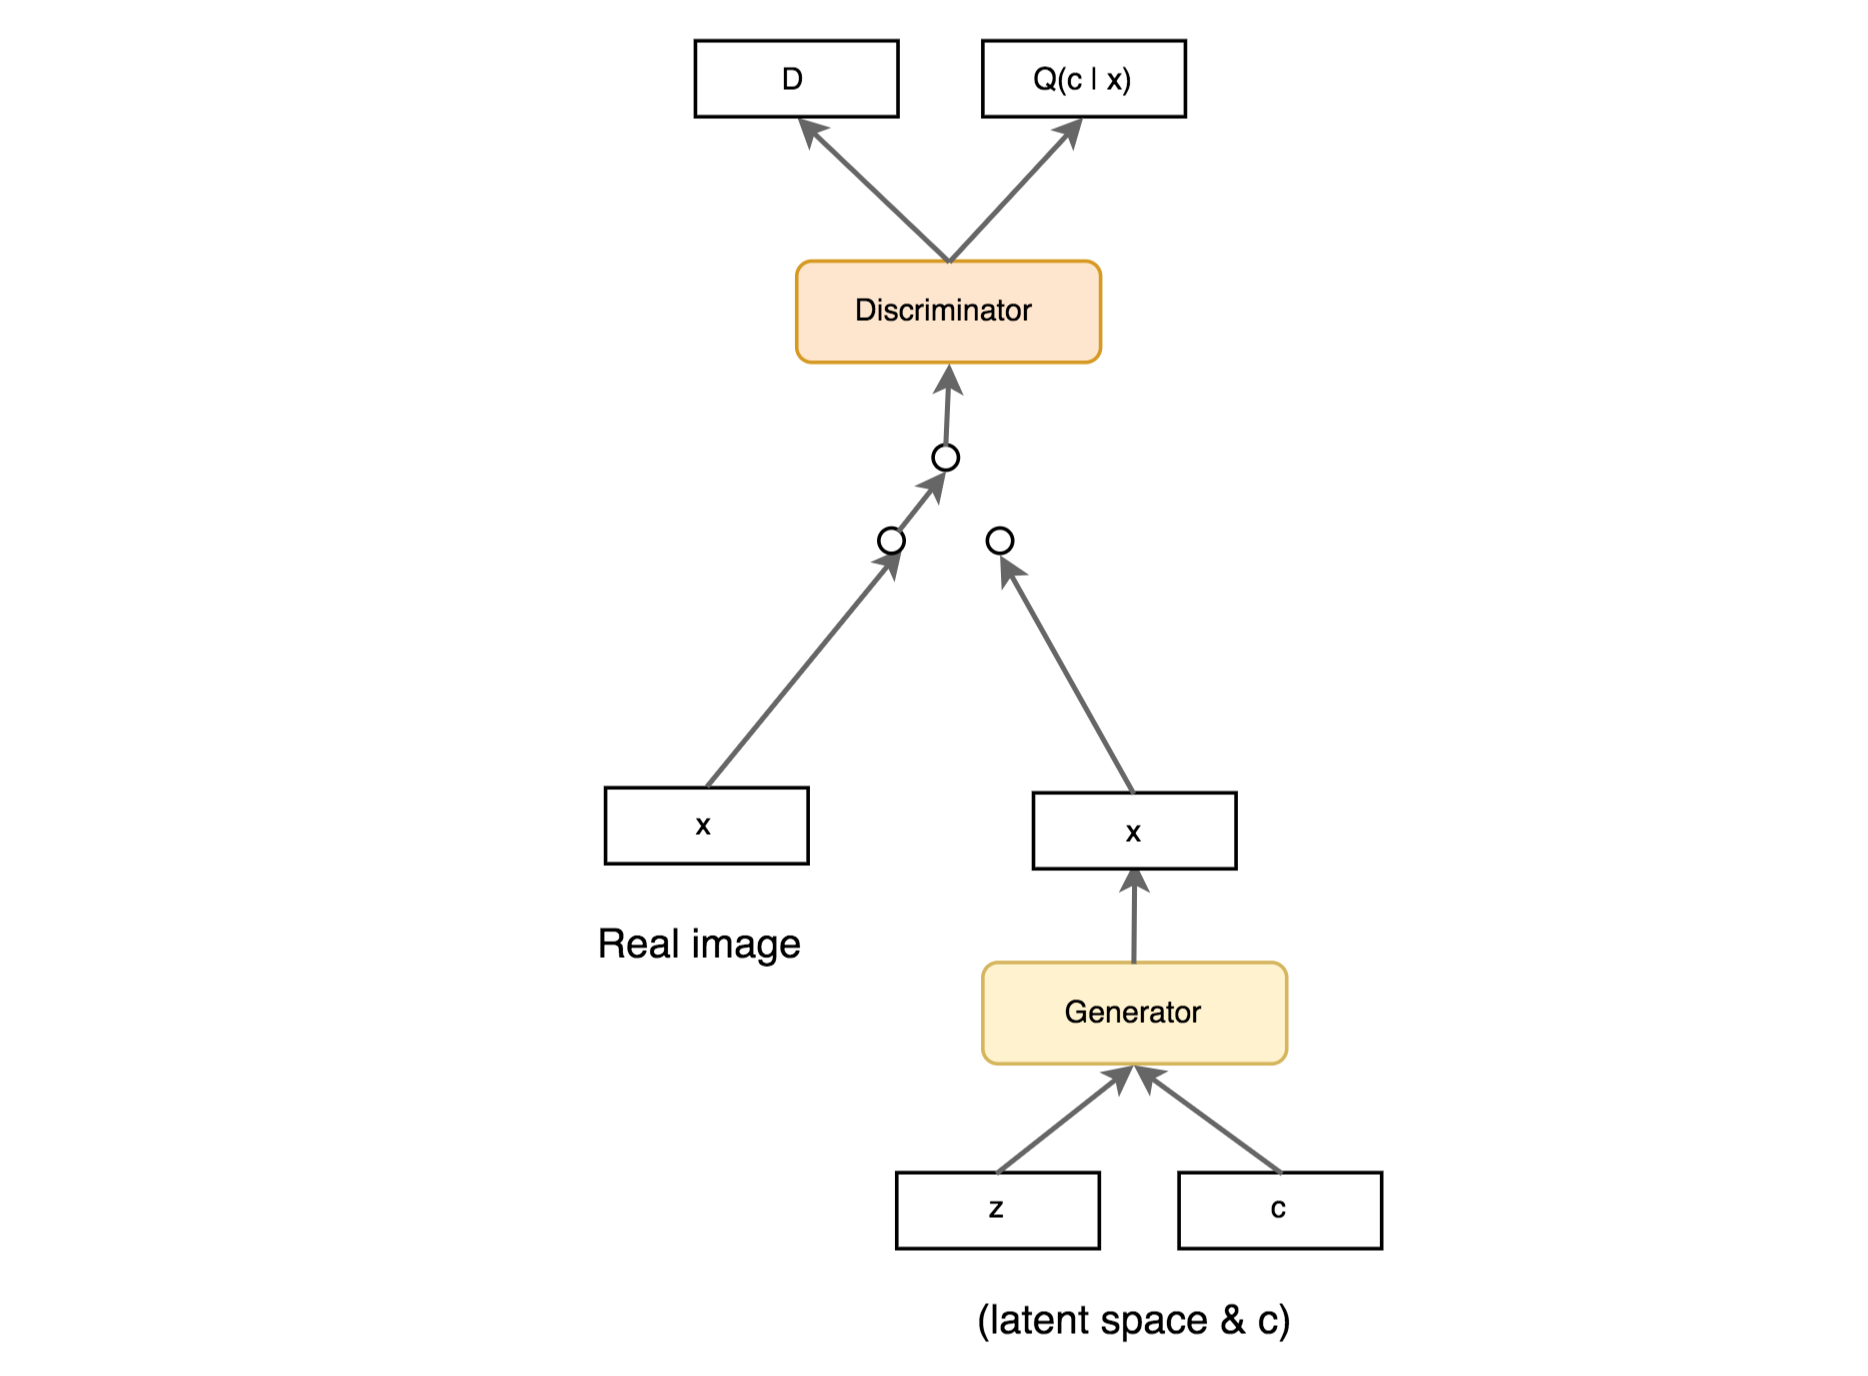 D
Q(c | x)
Discriminator
x
x
Real image
Generator
z
c
(latent space & c)